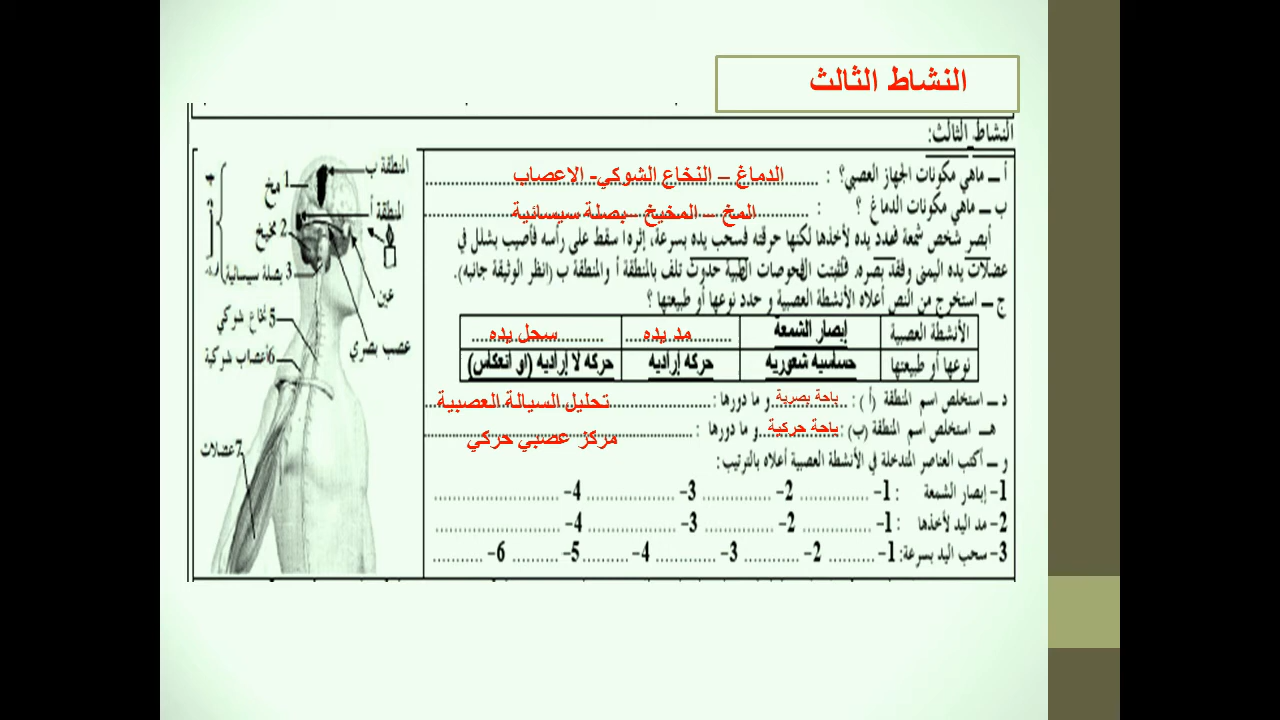 النشاط الثالث
النشاط الثالث:
أ – ماهي مكونات الجهاز العصبي؟ : الدماغ – النخاع الشوكي- الاعصاب
ب – ماهي مكونات الدماغ ؟ : المخ – المخيخ –بصلة سيسائية
أبصر شخص شمعة فمدد يده لأخذها لكنها حرقته فسحب يده بسرعة، إثره سقط على رأسه فأصيب بشلل في
عضلات يده اليمنى وفقد بصره. فأثبتت الفحوصات الطبية حدوث تلف بالمنطقة أ والمنطقة ب (انظر الوثيقة جانبه).
ج – استخرج من النص أعلاه الأنشطة العصبية و حدد نوعها أو طبيعتها ؟
الأنشطة العصبية إبصار الشمعة مد يده سحل يده
نوعها أو طبيعتها حساسيه شعوريه حركه إراديه حركه لا إراديه (او انعكاس)
د – استخلص اسم المنطقة (أ) : باحة بصرية و ما دورها : تحليل السيالة العصبية
هـ – استخلص اسم المنطقة (ب) : باحة حركية و ما دورها : مركز عصبي حركي
و – أكتب العناصر المتدخلة في الأنشطة العصبية أعلاه بالترتيب:
1- إبصار الشمعة : 1- .............. 2- .............. 3- .............. 4- ..............
2- مد اليد لأخذها : 1- .............. 2- .............. 3- .............. 4- ..............
3- سحب اليد بسرعة: 1- ......... 2- ......... 3- ......... 4- ......... 5- ......... 6- .........
المنطقة ب
1 مخ
المنطقة أ
2 مخيخ
3 بصلة سيسائية
عين
5 نخاع شوكي
عصب بصري
6 أعصاب شوكية
7 عضلات